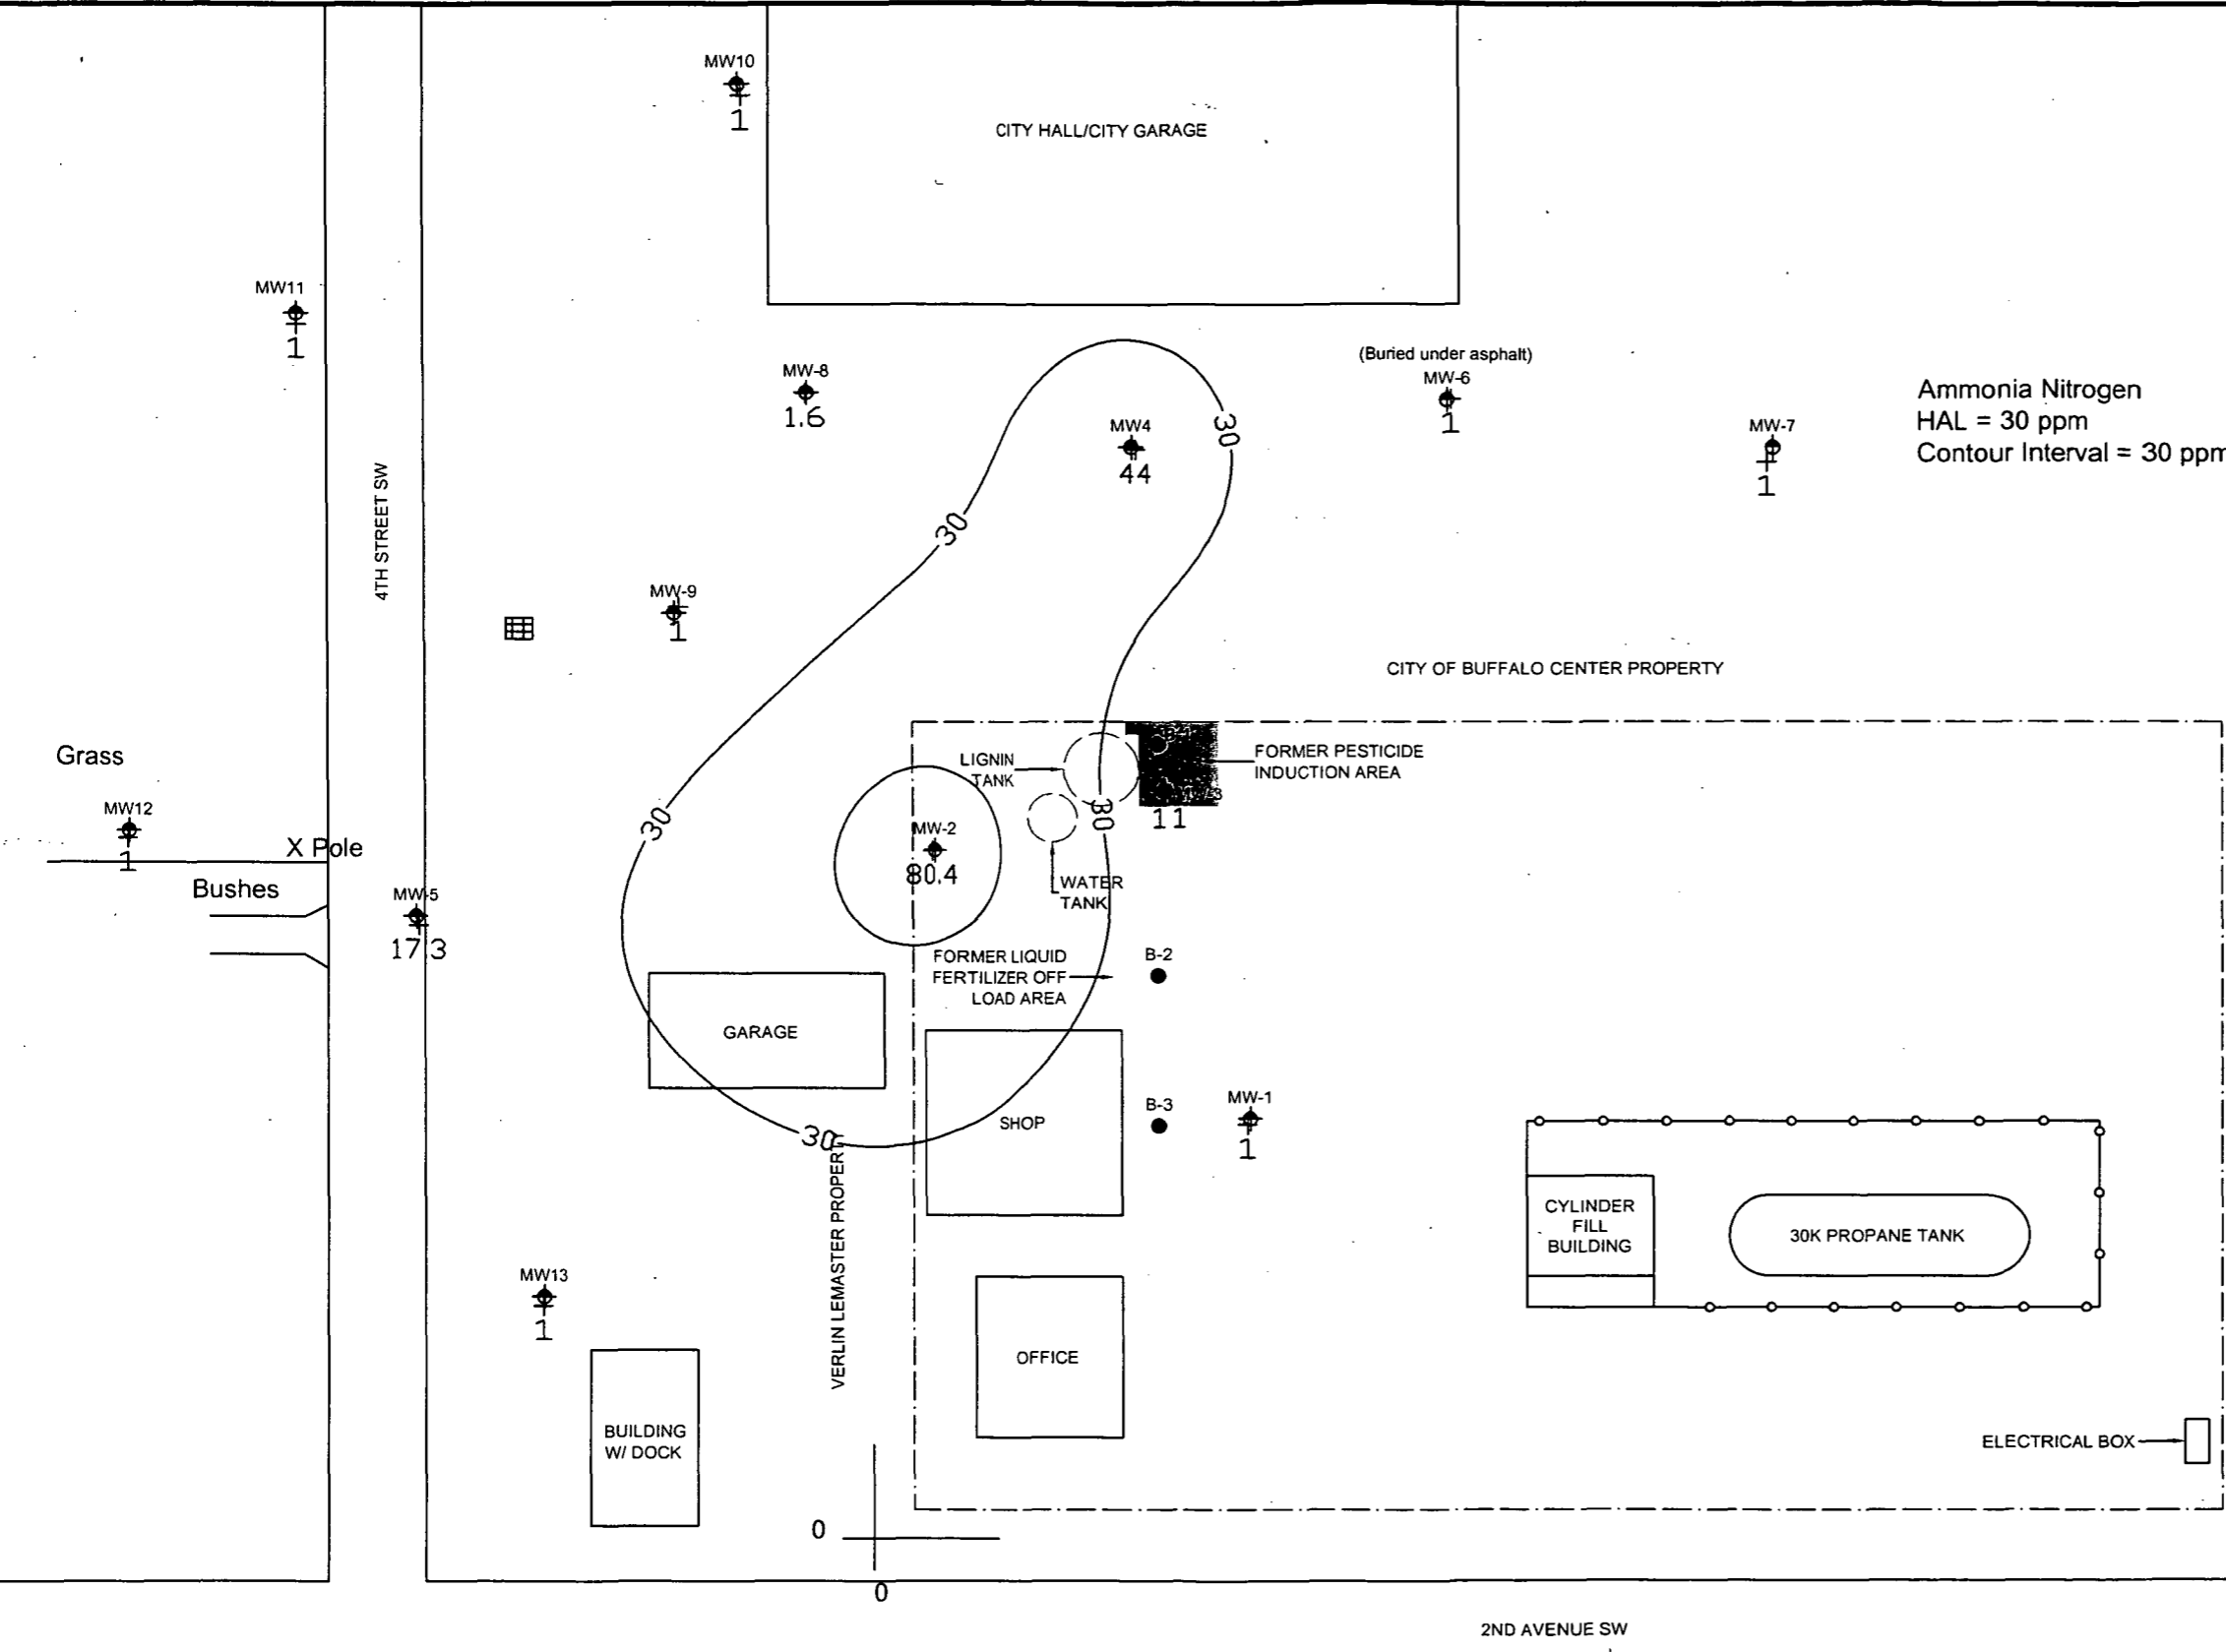 MW10
1
CITY HALL/CITY GARAGE
MW11
1
(Buried under asphalt)
MW-6
1
MW-8
1.6
MW4
44
30
MW-7
1
Ammonia Nitrogen
HAL = 30 ppm
Contour Interval = 30 ppm
4TH STREET SW
30
MW-9
1
CITY OF BUFFALO CENTER PROPERTY
Grass
LIGNIN
TANK
FORMER PESTICIDE
INDUCTION AREA
MW12
1
30
MW-2
80.4
30
11
X Pole
Bushes
WATER
TANK
MW-5
17.3
FORMER LIQUID
FERTILIZER OFF
LOAD AREA
B-2
GARAGE
SHOP
B-3
MW-1
1
30
VERLIN LEMASTER PROPERTY
CYLINDER
FILL
BUILDING
30K PROPANE TANK
MW13
1
OFFICE
BUILDING
W/ DOCK
ELECTRICAL BOX
0
0
2ND AVENUE SW